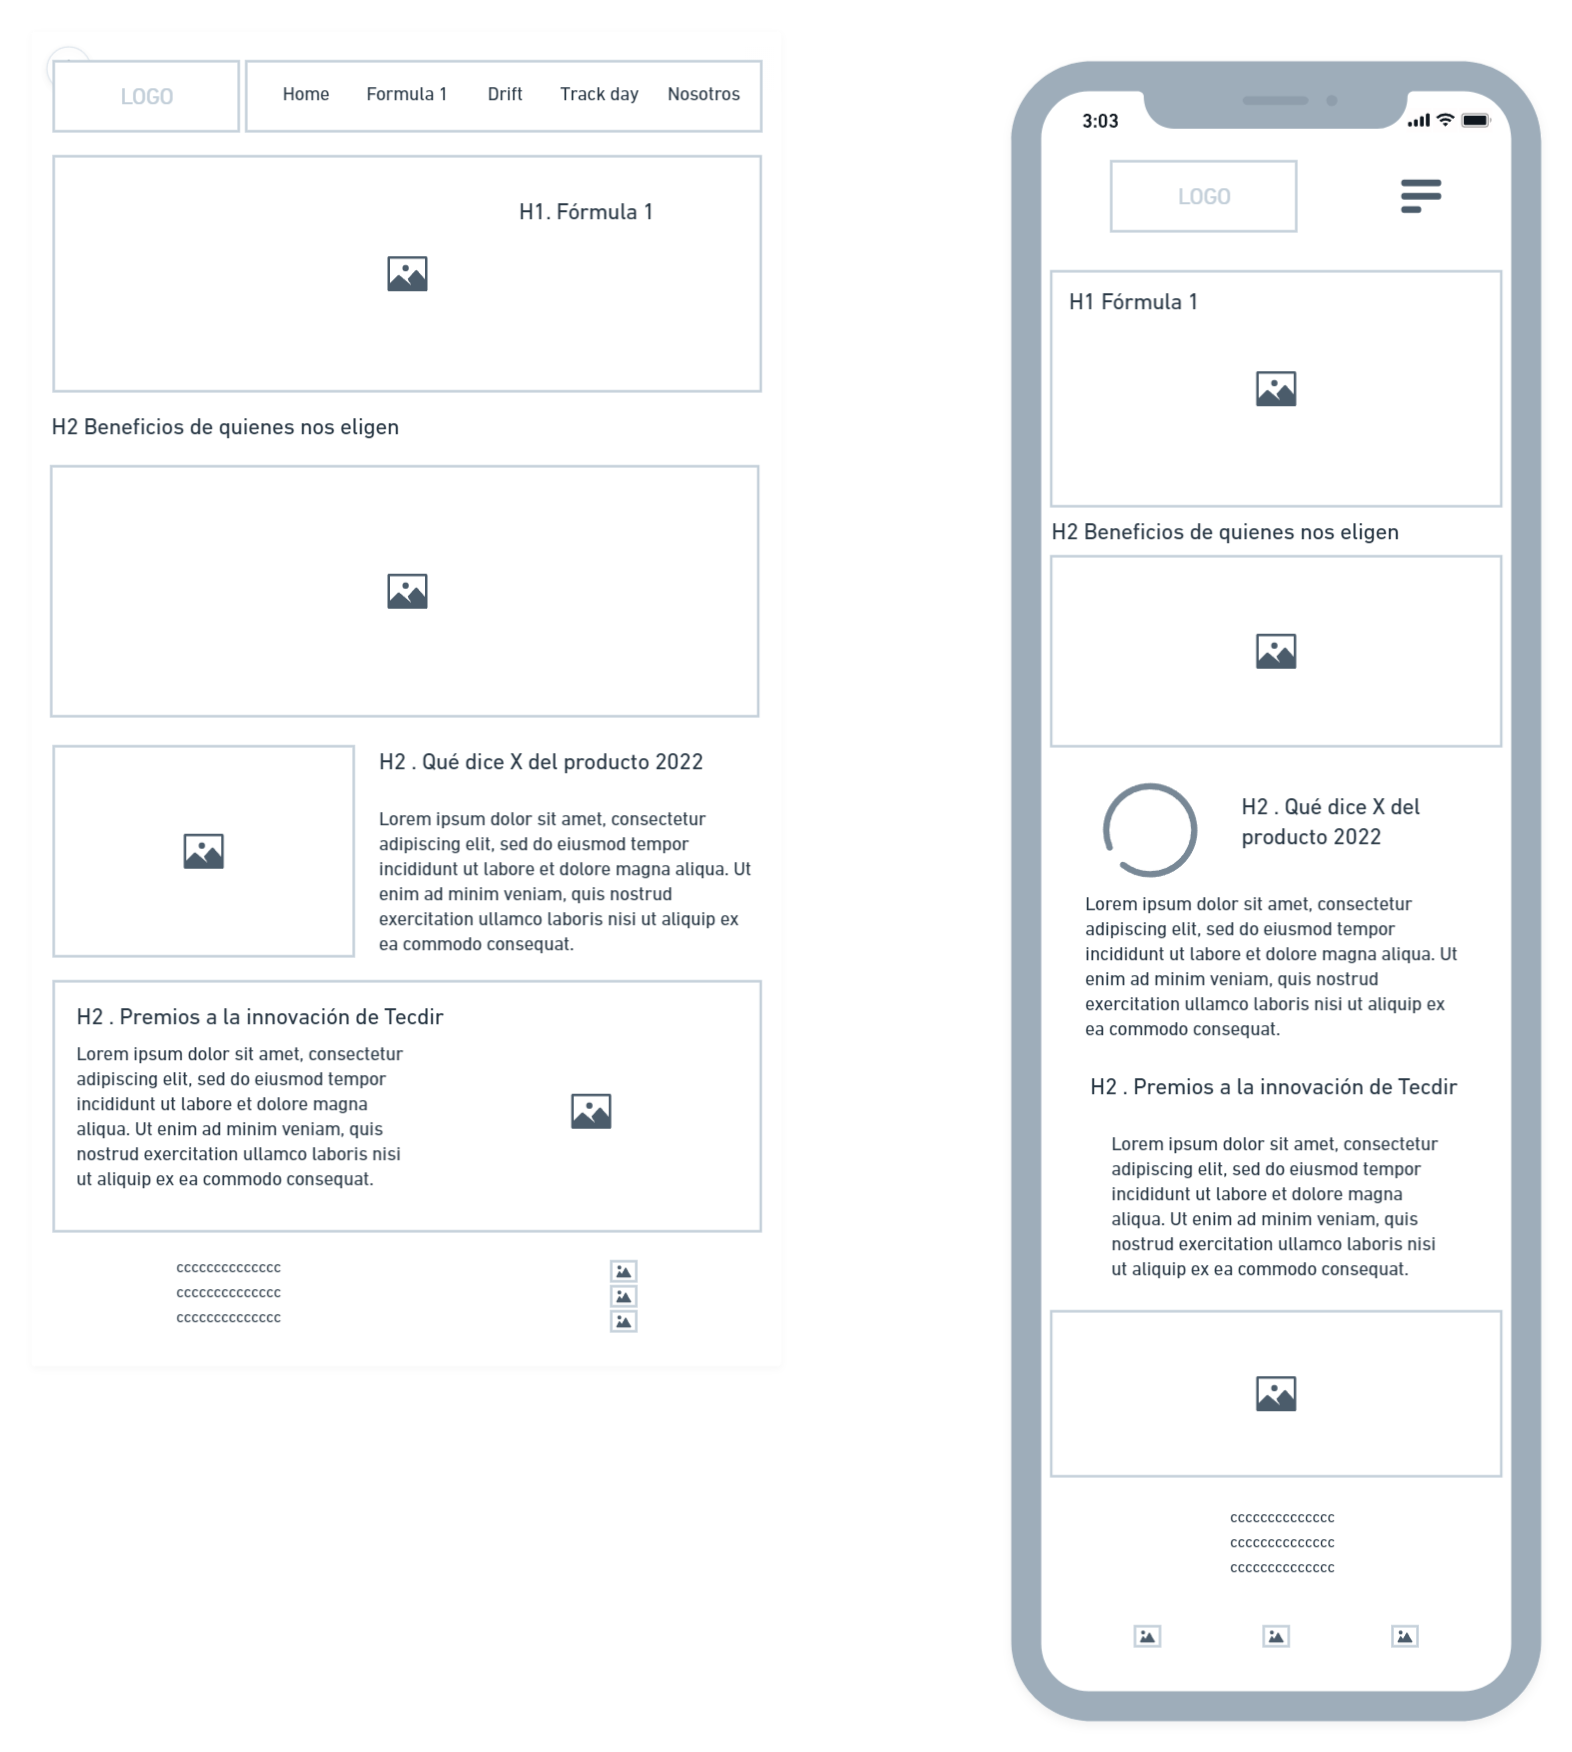 LOGO
Home Formula 1 Drift Track day Nosotros
H1. Fórmula 1
H2 Beneficios de quienes nos eligen
H2 . Qué dice X del producto 2022
Lorem ipsum dolor sit amet, consectetur
adipiscing elit, sed do eiusmod tempor
incididunt ut labore et dolore magna aliqua. Ut
enim ad minim veniam, quis nostrud
exercitation ullamco laboris nisi ut aliquip ex
ea commodo consequat.
H2 . Premios a la innovación de Tecdir
Lorem ipsum dolor sit amet, consectetur
adipiscing elit, sed do eiusmod tempor
incididunt ut labore et dolore magna
aliqua. Ut enim ad minim veniam, quis
nostrud exercitation ullamco laboris nisi
ut aliquip ex ea commodo consequat.
cccccccccccccc
cccccccccccccc
cccccccccccccc
3:03
LOGO
H1 Fórmula 1
H2 Beneficios de quienes nos eligen
H2 . Qué dice X del
producto 2022
Lorem ipsum dolor sit amet, consectetur
adipiscing elit, sed do eiusmod tempor
incididunt ut labore et dolore magna aliqua. Ut
enim ad minim veniam, quis nostrud
exercitation ullamco laboris nisi ut aliquip ex
ea commodo consequat.
H2 . Premios a la innovación de Tecdir
Lorem ipsum dolor sit amet, consectetur
adipiscing elit, sed do eiusmod tempor
incididunt ut labore et dolore magna
aliqua. Ut enim ad minim veniam, quis
nostrud exercitation ullamco laboris nisi
ut aliquip ex ea commodo consequat.
cccccccccccccc
cccccccccccccc
cccccccccccccc